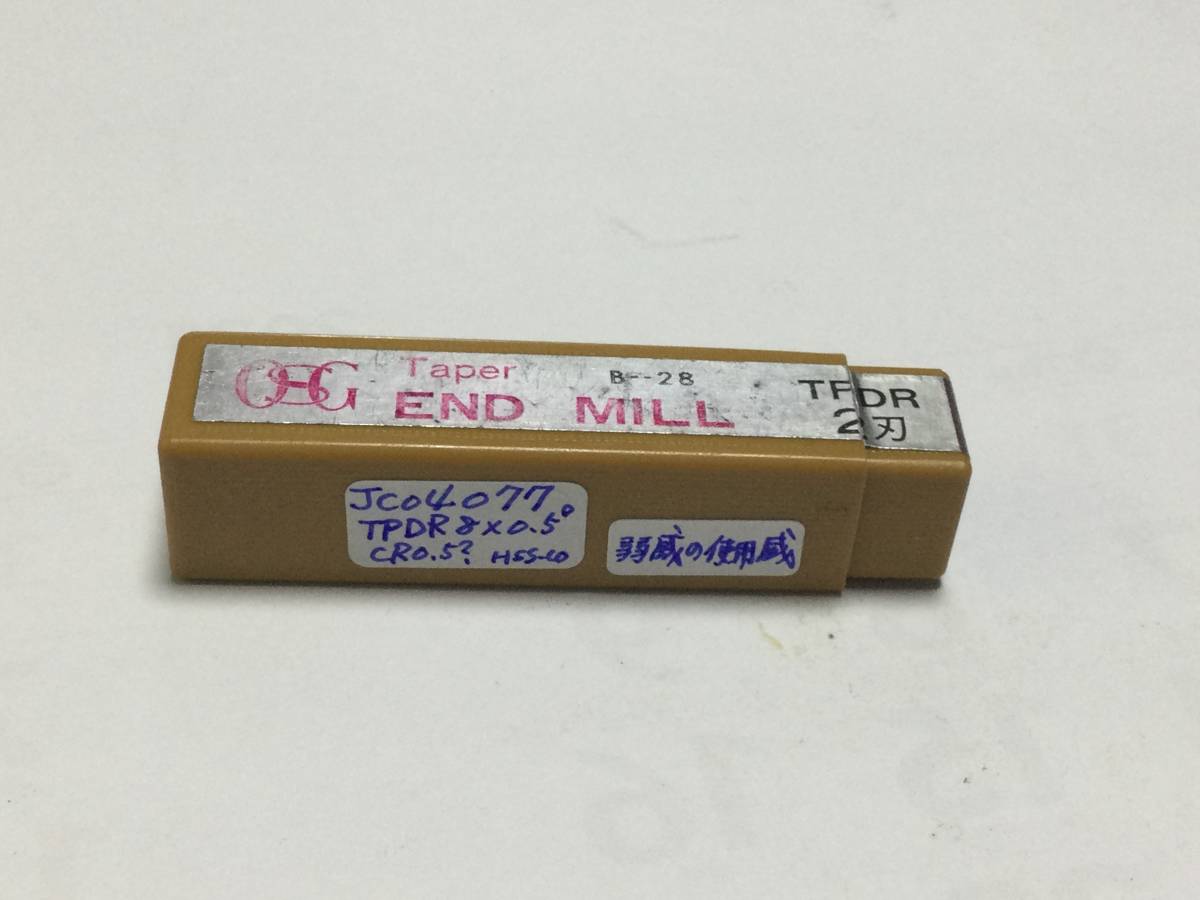 OSG
Taper
END MILL
B--28
TPDR
2刃
JC04077
TPDR 8×0.5°
CR0.5? HSS-CO
弱感の使用感